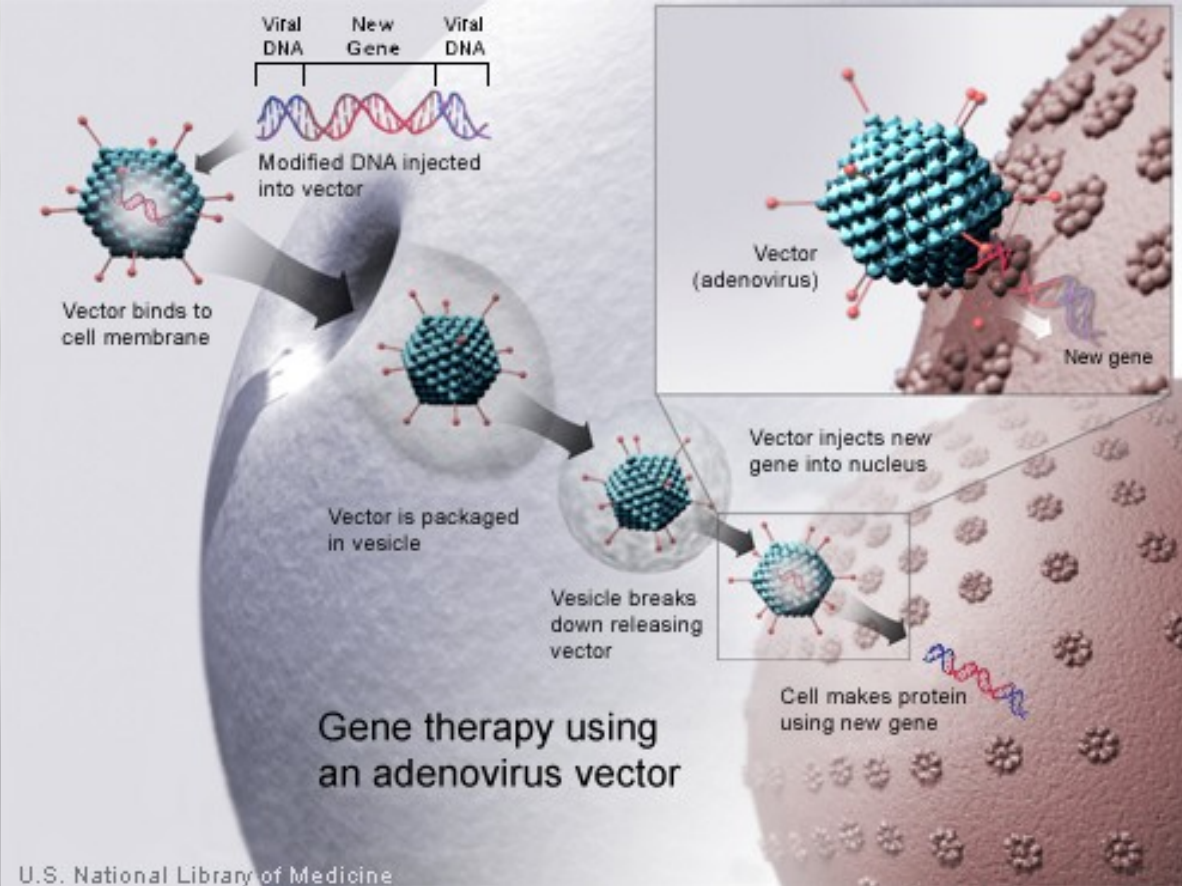 Viral DNA
New Gene
Viral DNA
Modified DNA injected
into vector
Vector binds to
cell membrane
Vector is packaged
in vesicle
Vesicle breaks
down releasing
vector
Vector injects new
gene into nucleus
Vector
(adenovirus)
New gene
Cell makes protein
using new gene
Gene therapy using
an adenovirus vector
U.S. National Library of Medicine